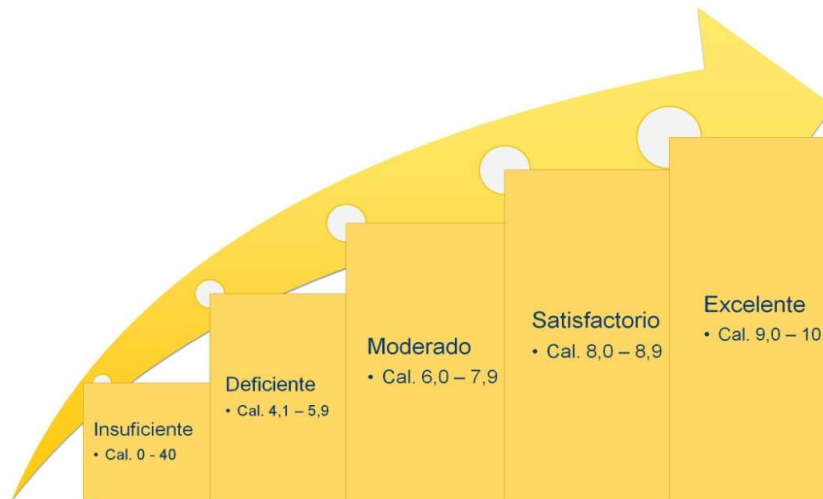 Insuficiente
• Cal. 0 - 40
Deficiente
• Cal. 4,1 – 5,9
Moderado
• Cal. 6,0 – 7,9
Satisfactorio
• Cal. 8,0 – 8,9
Excelente
• Cal. 9,0 – 10